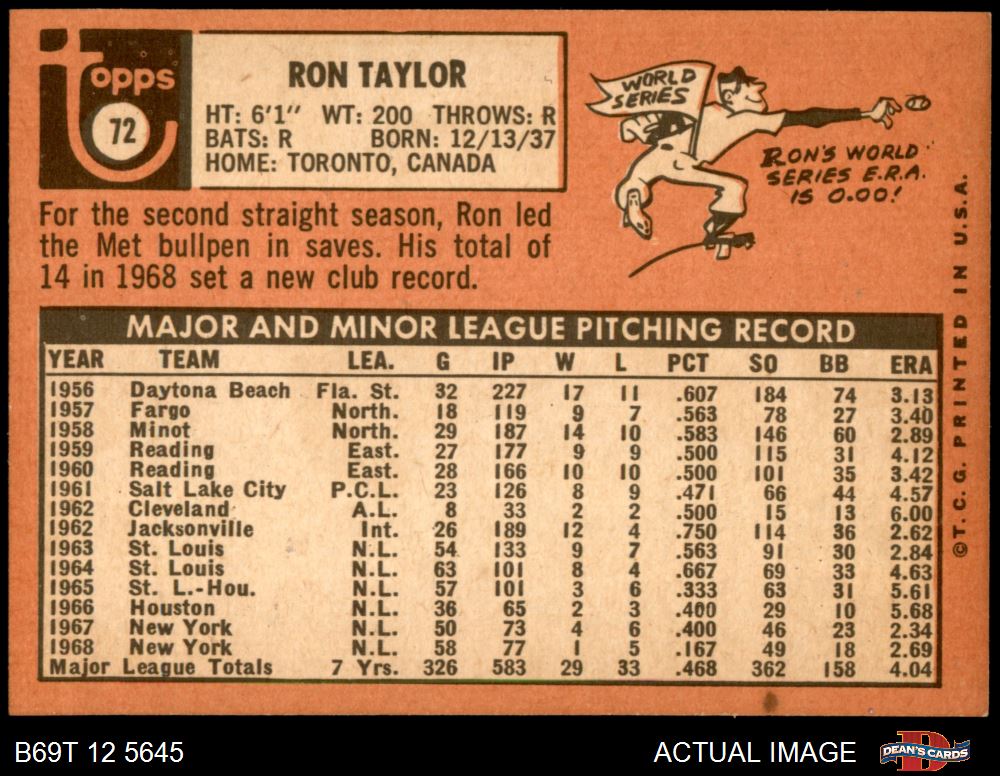 Topps
72
RON TAYLOR
HT: 6'1" WT: 200 THROWS: R
BATS: R BORN: 12/13/37
HOME: TORONTO, CANADA
WORLD
SERIES
RON'S WORLD
SERIES E.R.A.
IS 0.00!
For the second straight season, Ron led
the Met bullpen in saves. His total of
14 in 1968 set a new club record.
MAJOR AND MINOR LEAGUE PITCHING RECORD
YEAR TEAM LEA. G IP W L PCT SO BB ERA
1956 Daytona Beach Fla. St. 32 227 17 11 .607 184 74 3.13
1957 Fargo North. 18 119 9 7 .563 78 27 3.40
1958 Minot North. 29 187 14 10 .583 146 60 2.89
1959 Reading East. 27 177 9 9 .500 115 31 4.12
1960 Reading East. 28 166 10 10 .500 101 35 3.42
1961 Salt Lake City P.C.L. 23 126 8 9 .471 66 44 4.57
1962 Cleveland A.L. 8 33 2 2 .500 15 13 6.00
1962 Jacksonville Int. 26 189 12 4 .750 114 36 2.62
1963 St. Louis N.L. 54 133 9 7 .563 91 30 2.84
1964 St. Louis N.L. 63 101 8 4 .667 69 33 4.63
1965 St. L.-Hou. N.L. 57 101 3 6 .333 63 31 5.61
1966 Houston N.L. 36 65 2 3 .400 29 10 5.68
1967 New York N.L. 50 73 4 6 .400 46 23 2.34
1968 New York N.L. 58 77 1 5 .167 49 18 2.69
Major League Totals 7 Yrs. 326 583 29 33 .468 362 158 4.04
© T. C. G. PRINTED IN U.S.A.
B69T 12 5645
ACTUAL IMAGE
DEAN'S CARDS